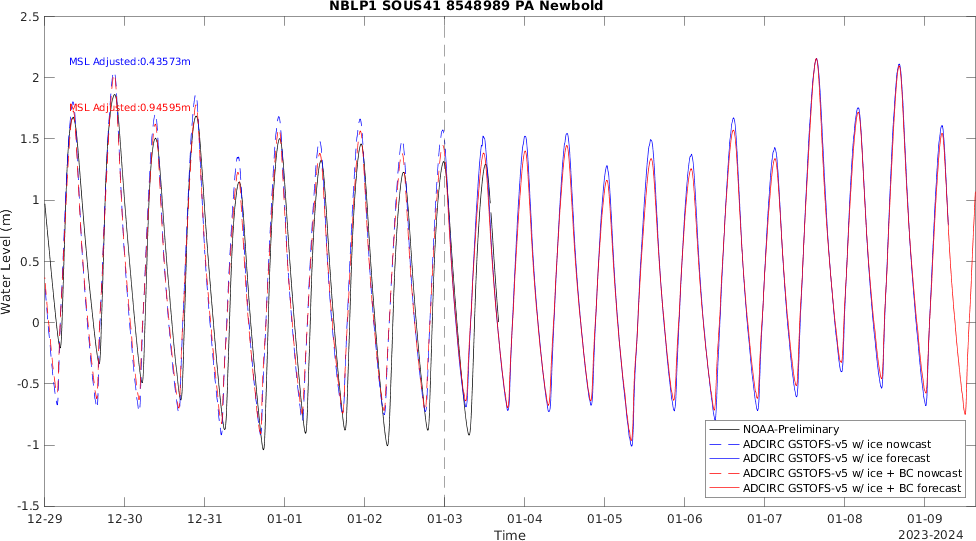 NBLP1 SOUS41 8548989 PA Newbold
2.5
2
1.5
1
0.5
0
-0.5
-1
-1.5
Water Level (m)
MSL Adjusted:0.43573m
MSL Adjusted:0.94595m
NOAA-Preliminary
ADCIRC GSTOFS-v5 w/ ice nowcast
ADCIRC GSTOFS-v5 w/ ice forecast
ADCIRC GSTOFS-v5 w/ ice + BC nowcast
ADCIRC GSTOFS-v5 w/ ice + BC forecast
12-29 12-30 12-31 01-01 01-02 01-03 01-04 01-05 01-06 01-07 01-08 01-09
Time
2023-2024